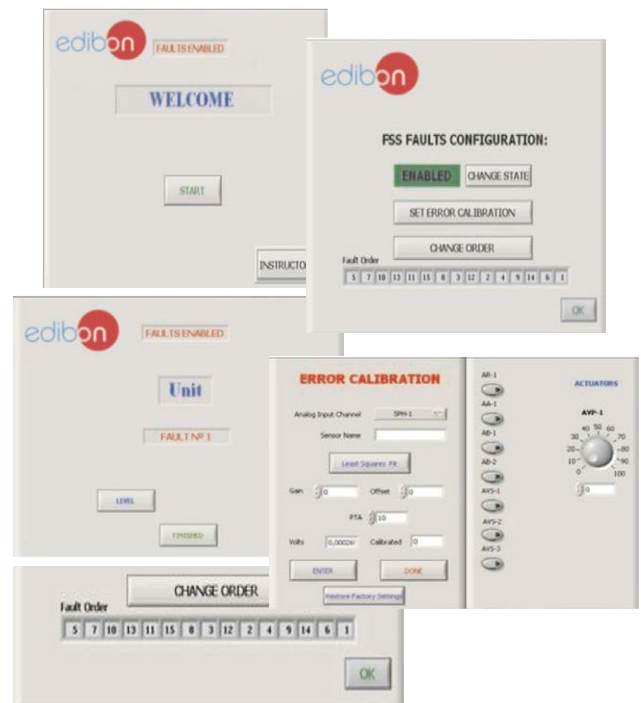 edibon FAULTS ENABLED
WELCOME
START
INSTRUCTO
edibon
FSS FAULTS CONFIGURATION:
ENABLED CHANGE STATE
SET ERROR CALIBRATION
CHANGE ORDER
Fault Order
5 7 10 13 11 15 8 3 12 2 4 9 14 6 1
OK
edibon FAULTS ENABLED
Unit
FAULT Nº 1
LEVEL
FINISHED
ERROR CALIBRATION
Analog Input Channel SPH-1
Sensor Name
Least Squares Fit
Gain 0 Offset 0
PTA 10
Volts Calibrated 0
ENTER DONE
Restore Factory Settings
AR-1
AA-1
AB-1
AB-2
AVS-1
AVS-2
AVS-3
ACTUATORS
AVP-1
0 10 20 30 40 50 60 70 80 90 100
0
CHANGE ORDER
Fault Order
5 7 10 13 11 15 8 3 12 2 4 9 14 6 1
OK